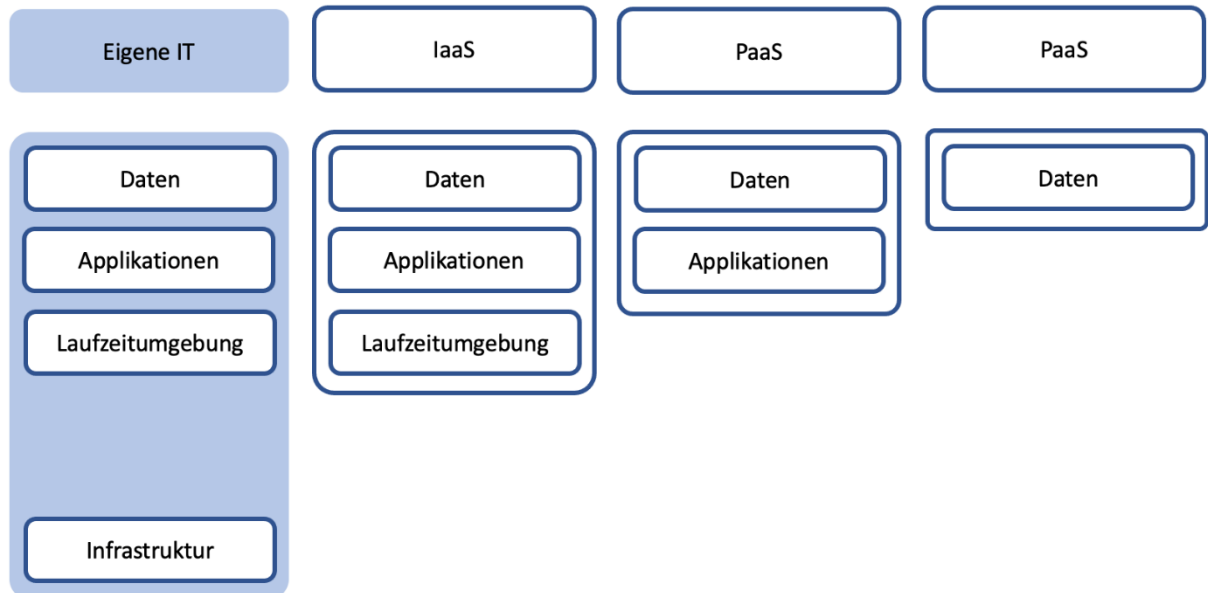 Eigene IT
IaaS
PaaS
PaaS
Daten
Daten
Daten
Daten
Applikationen
Applikationen
Applikationen
Laufzeitumgebung
Laufzeitumgebung
Infrastruktur